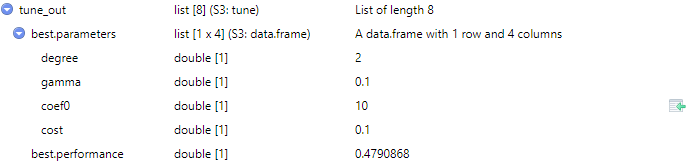 tune_out list [8] (S3: tune) List of length 8
best.parameters list [1 x 4] (S3: data.frame) A data.frame with 1 row and 4 columns
degree double [1] 2
gamma double [1] 0.1
coef0 double [1] 10
cost double [1] 0.1
best.performance double [1] 0.4790868